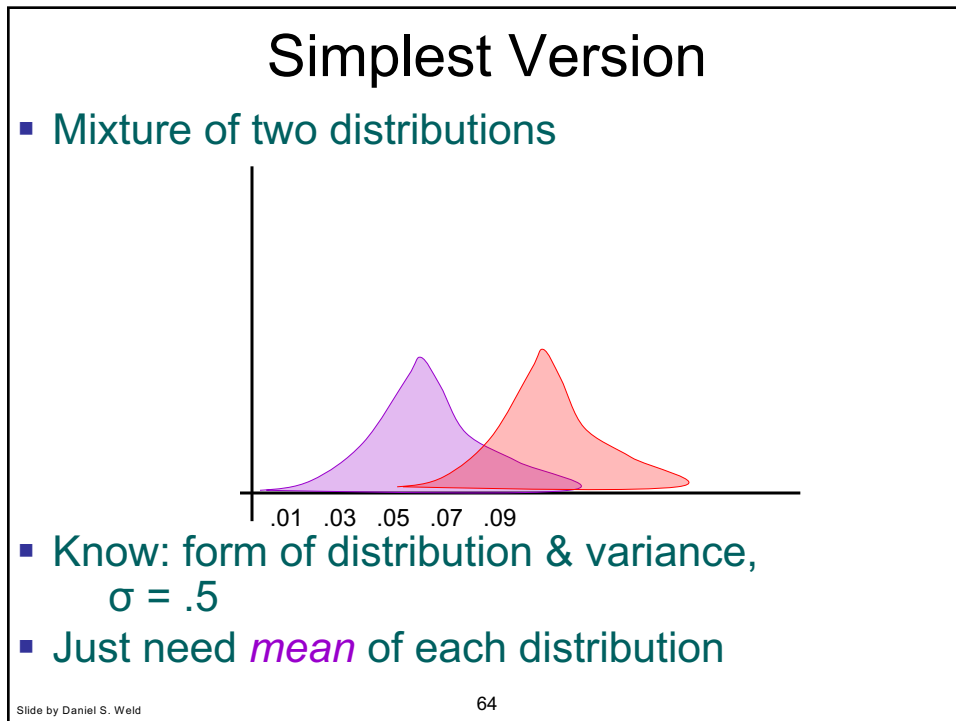 Simplest Version
▪ Mixture of two distributions
.01 .03 .05 .07 .09
▪ Know: form of distribution & variance,
σ = .5
▪ Just need mean of each distribution
Slide by Daniel S. Weld
64